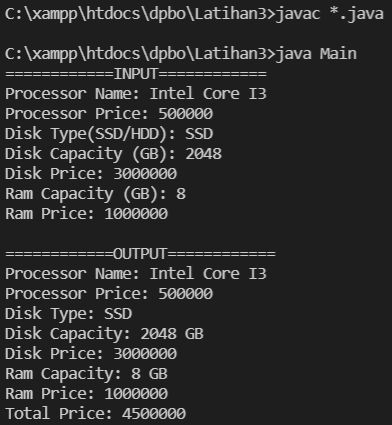 C:\xampp\htdocs\dpbo\Latihan3>javac *.java
C:\xampp\htdocs\dpbo\Latihan3>java Main
============INPUT============
Processor Name: Intel Core I3
Processor Price: 500000
Disk Type(SSD/HDD): SSD
Disk Capacity (GB): 2048
Disk Price: 3000000
Ram Capacity (GB): 8
Ram Price: 1000000
============OUTPUT============
Processor Name: Intel Core I3
Processor Price: 500000
Disk Type: SSD
Disk Capacity: 2048 GB
Disk Price: 3000000
Ram Capacity: 8 GB
Ram Price: 1000000
Total Price: 4500000